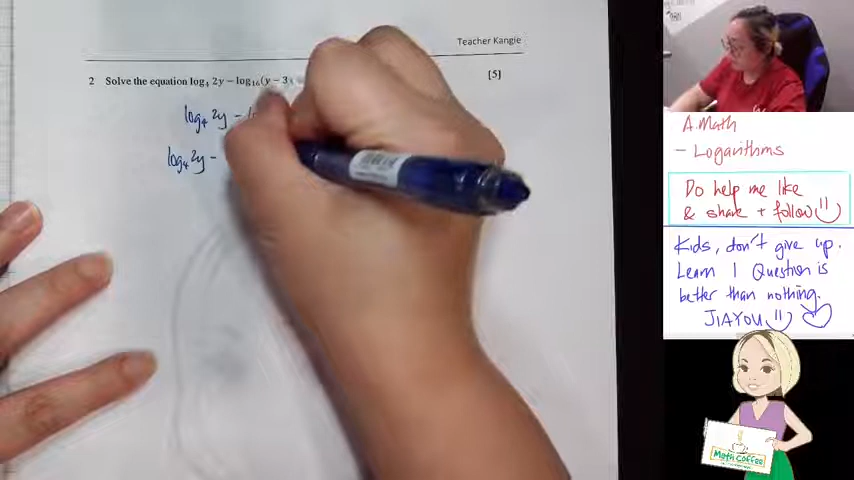 Teacher Kangie
2 Solve the equation log₄ 2y – log₁₆(y – 3)
[5]
log₄ 2y –
log₄ 2y –
A.Math
- Logarithms
Do help me like
& share + follow
Kids, don't give up.
Learn 1 Question is
better than nothing.
JIAYOU
Math Coffee